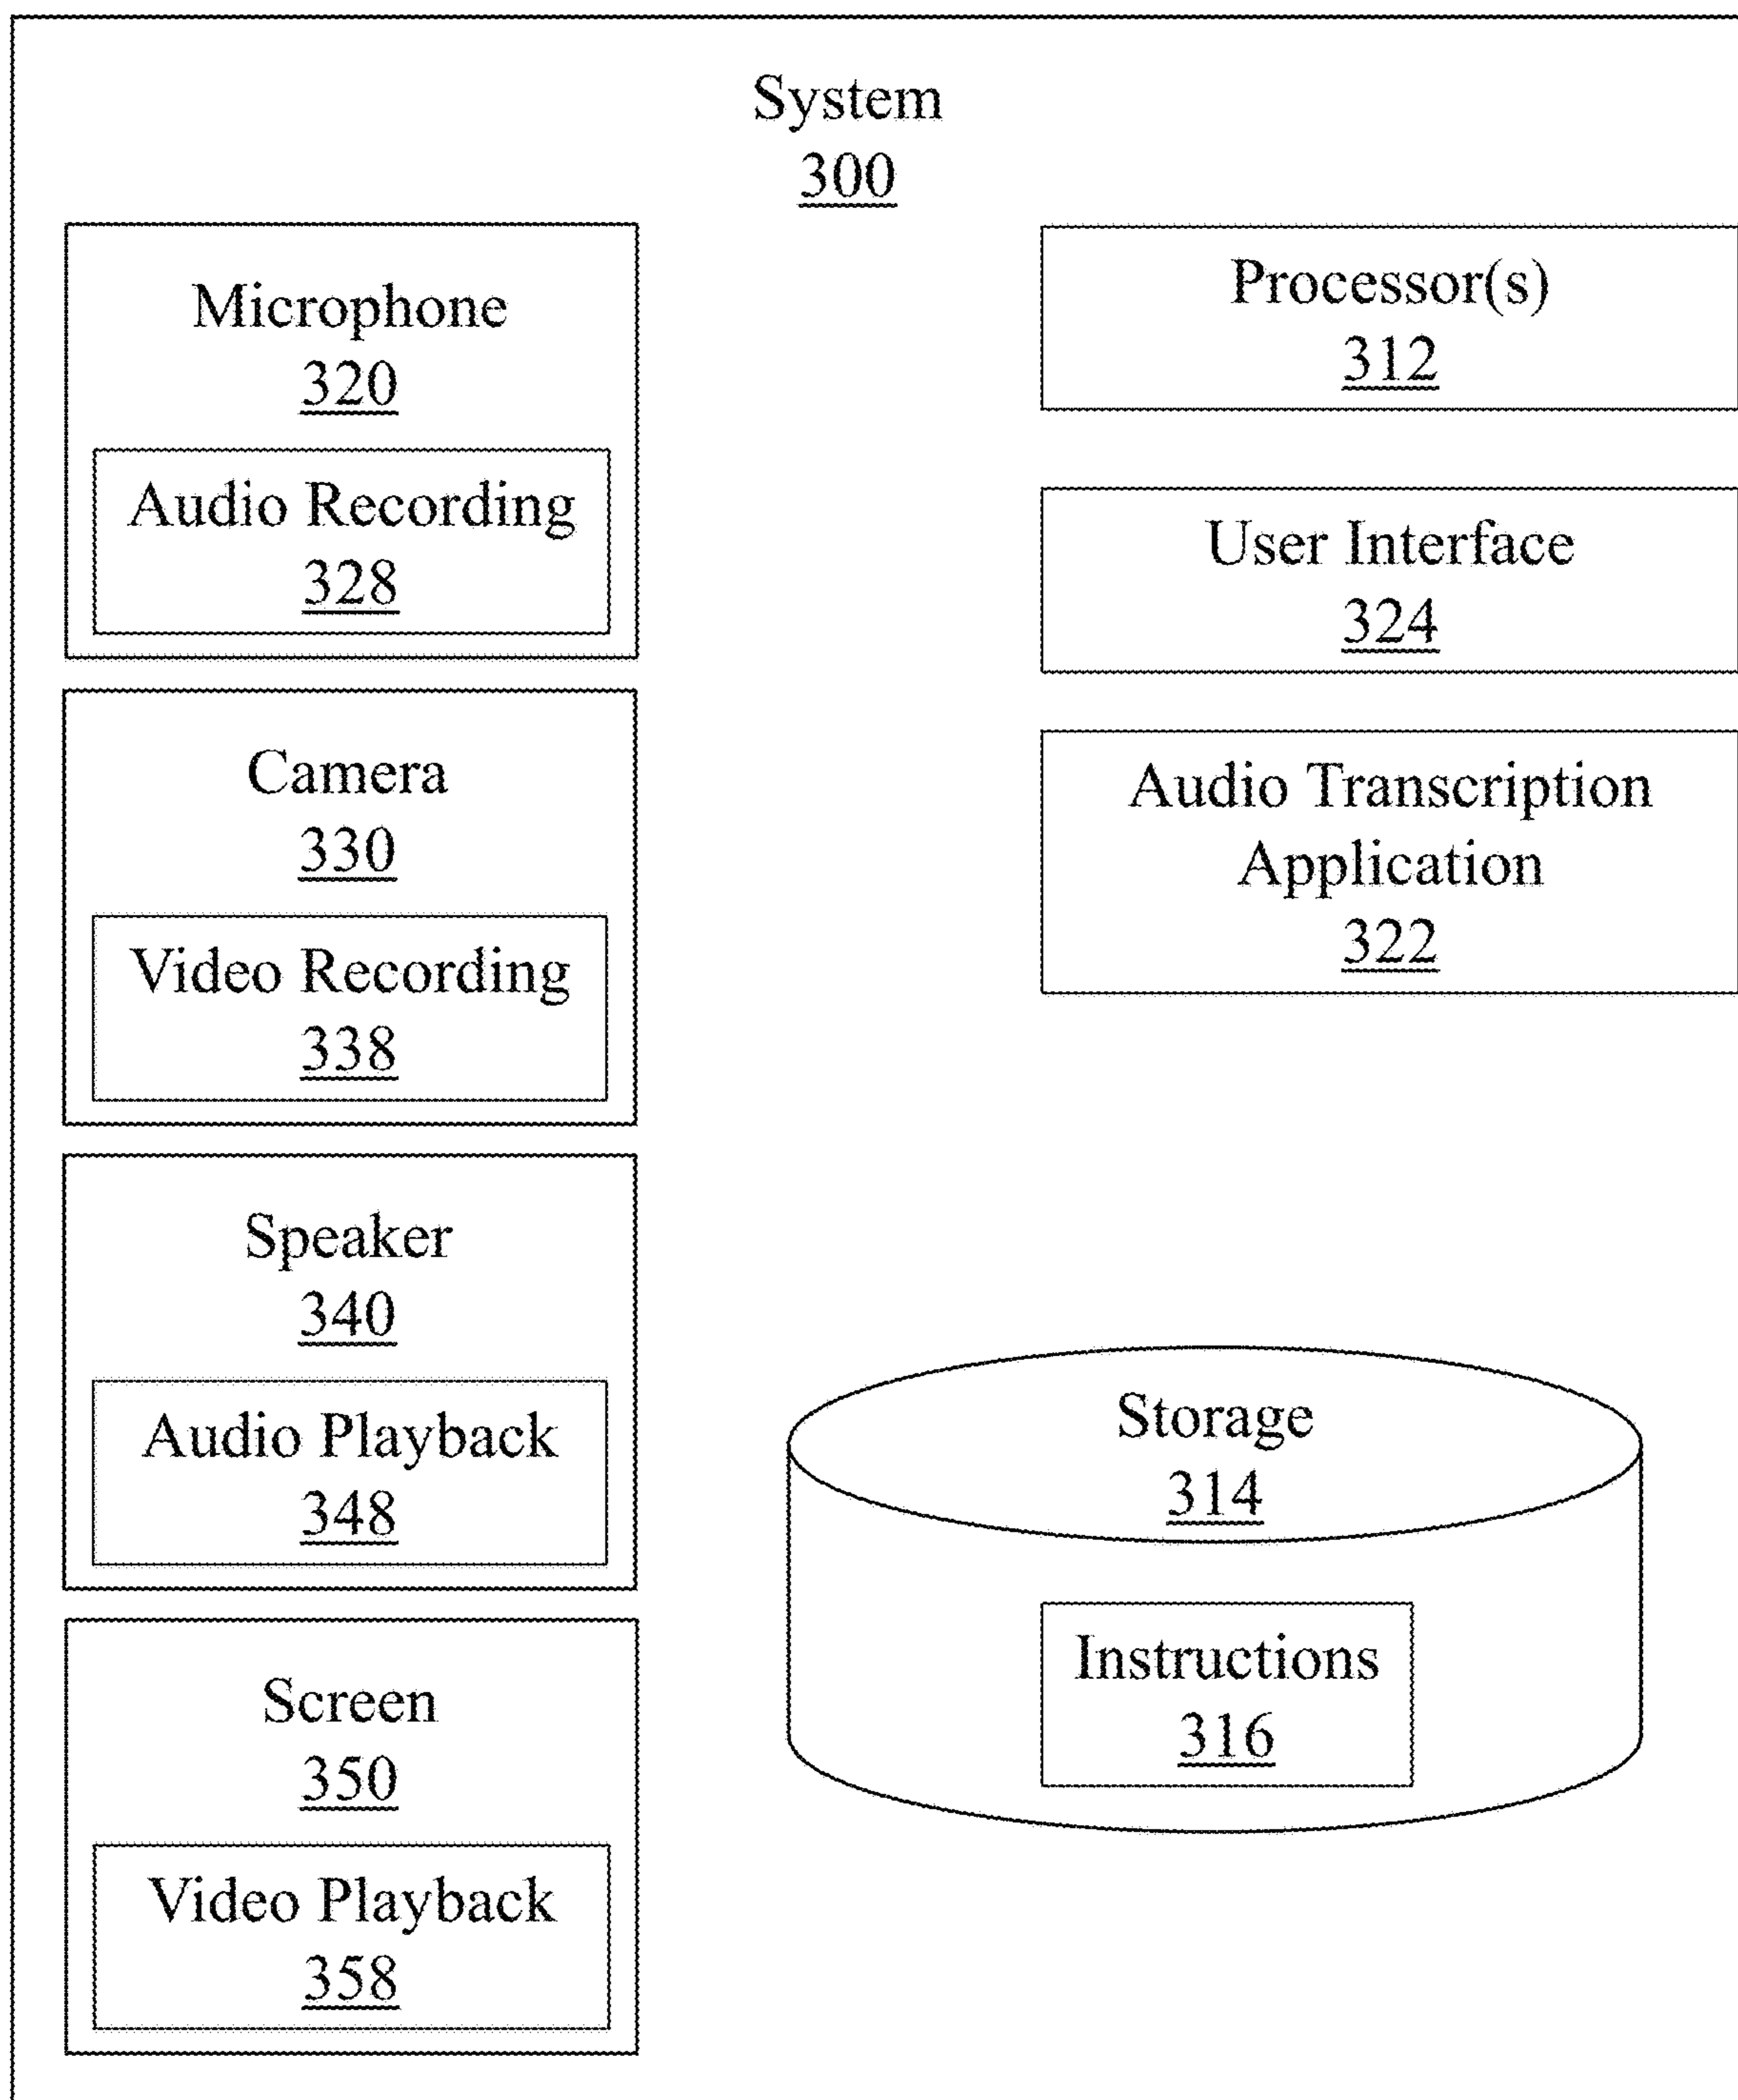 System
300
Microphone
320
Audio Recording
328
Camera
330
Video Recording
338
Speaker
340
Audio Playback
348
Screen
350
Video Playback
358
Processor(s)
312
User Interface
324
Audio Transcription
Application
322
Storage
314
Instructions
316